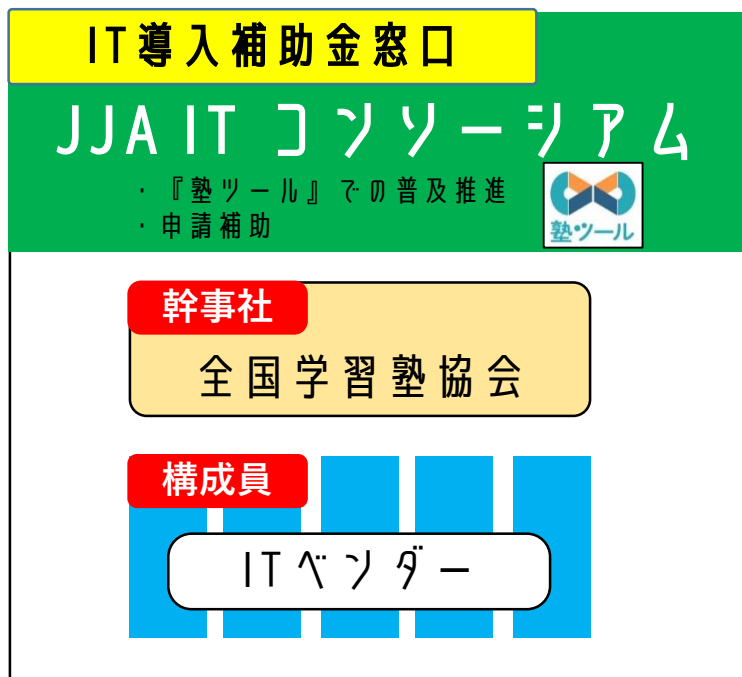 IT導入補助金窓口
JJA IT コンソーシアム
・『塾ツール』での普及推進
・申請補助
塾ツール
幹事社
全国学習塾協会
構成員
ITベンダー